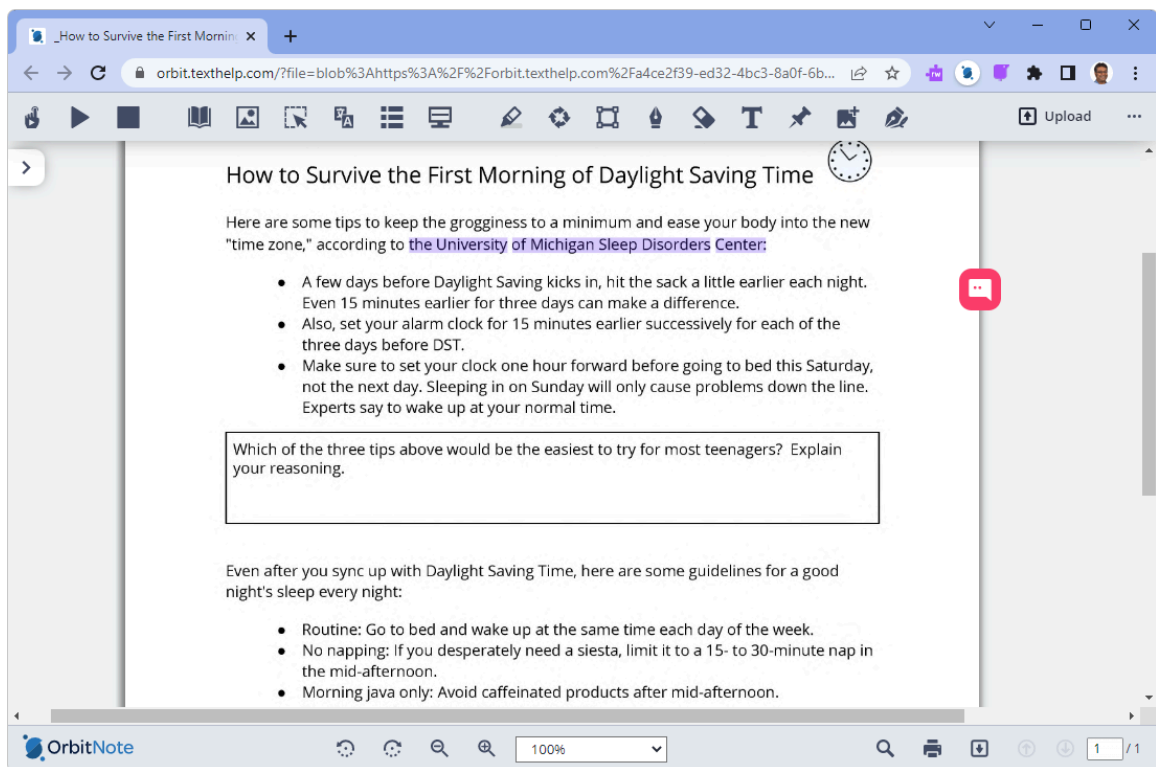 _How to Survive the First Mornin
orbit.texthelp.com/?file=blob%3Ahttps%3A%2F%2Forbit.texthelp.com%2Fa4ce2f39-ed32-4bc3-8a0f-6b...
Upload
How to Survive the First Morning of Daylight Saving Time
Here are some tips to keep the grogginess to a minimum and ease your body into the new
"time zone," according to the University of Michigan Sleep Disorders Center:
● A few days before Daylight Saving kicks in, hit the sack a little earlier each night.
Even 15 minutes earlier for three days can make a difference.
● Also, set your alarm clock for 15 minutes earlier successively for each of the
three days before DST.
● Make sure to set your clock one hour forward before going to bed this Saturday,
not the next day. Sleeping in on Sunday will only cause problems down the line.
Experts say to wake up at your normal time.
Which of the three tips above would be the easiest to try for most teenagers? Explain
your reasoning.
Even after you sync up with Daylight Saving Time, here are some guidelines for a good
night's sleep every night:
● Routine: Go to bed and wake up at the same time each day of the week.
● No napping: If you desperately need a siesta, limit it to a 15- to 30-minute nap in
the mid-afternoon.
● Morning java only: Avoid caffeinated products after mid-afternoon.
OrbitNote
100%
1 / 1